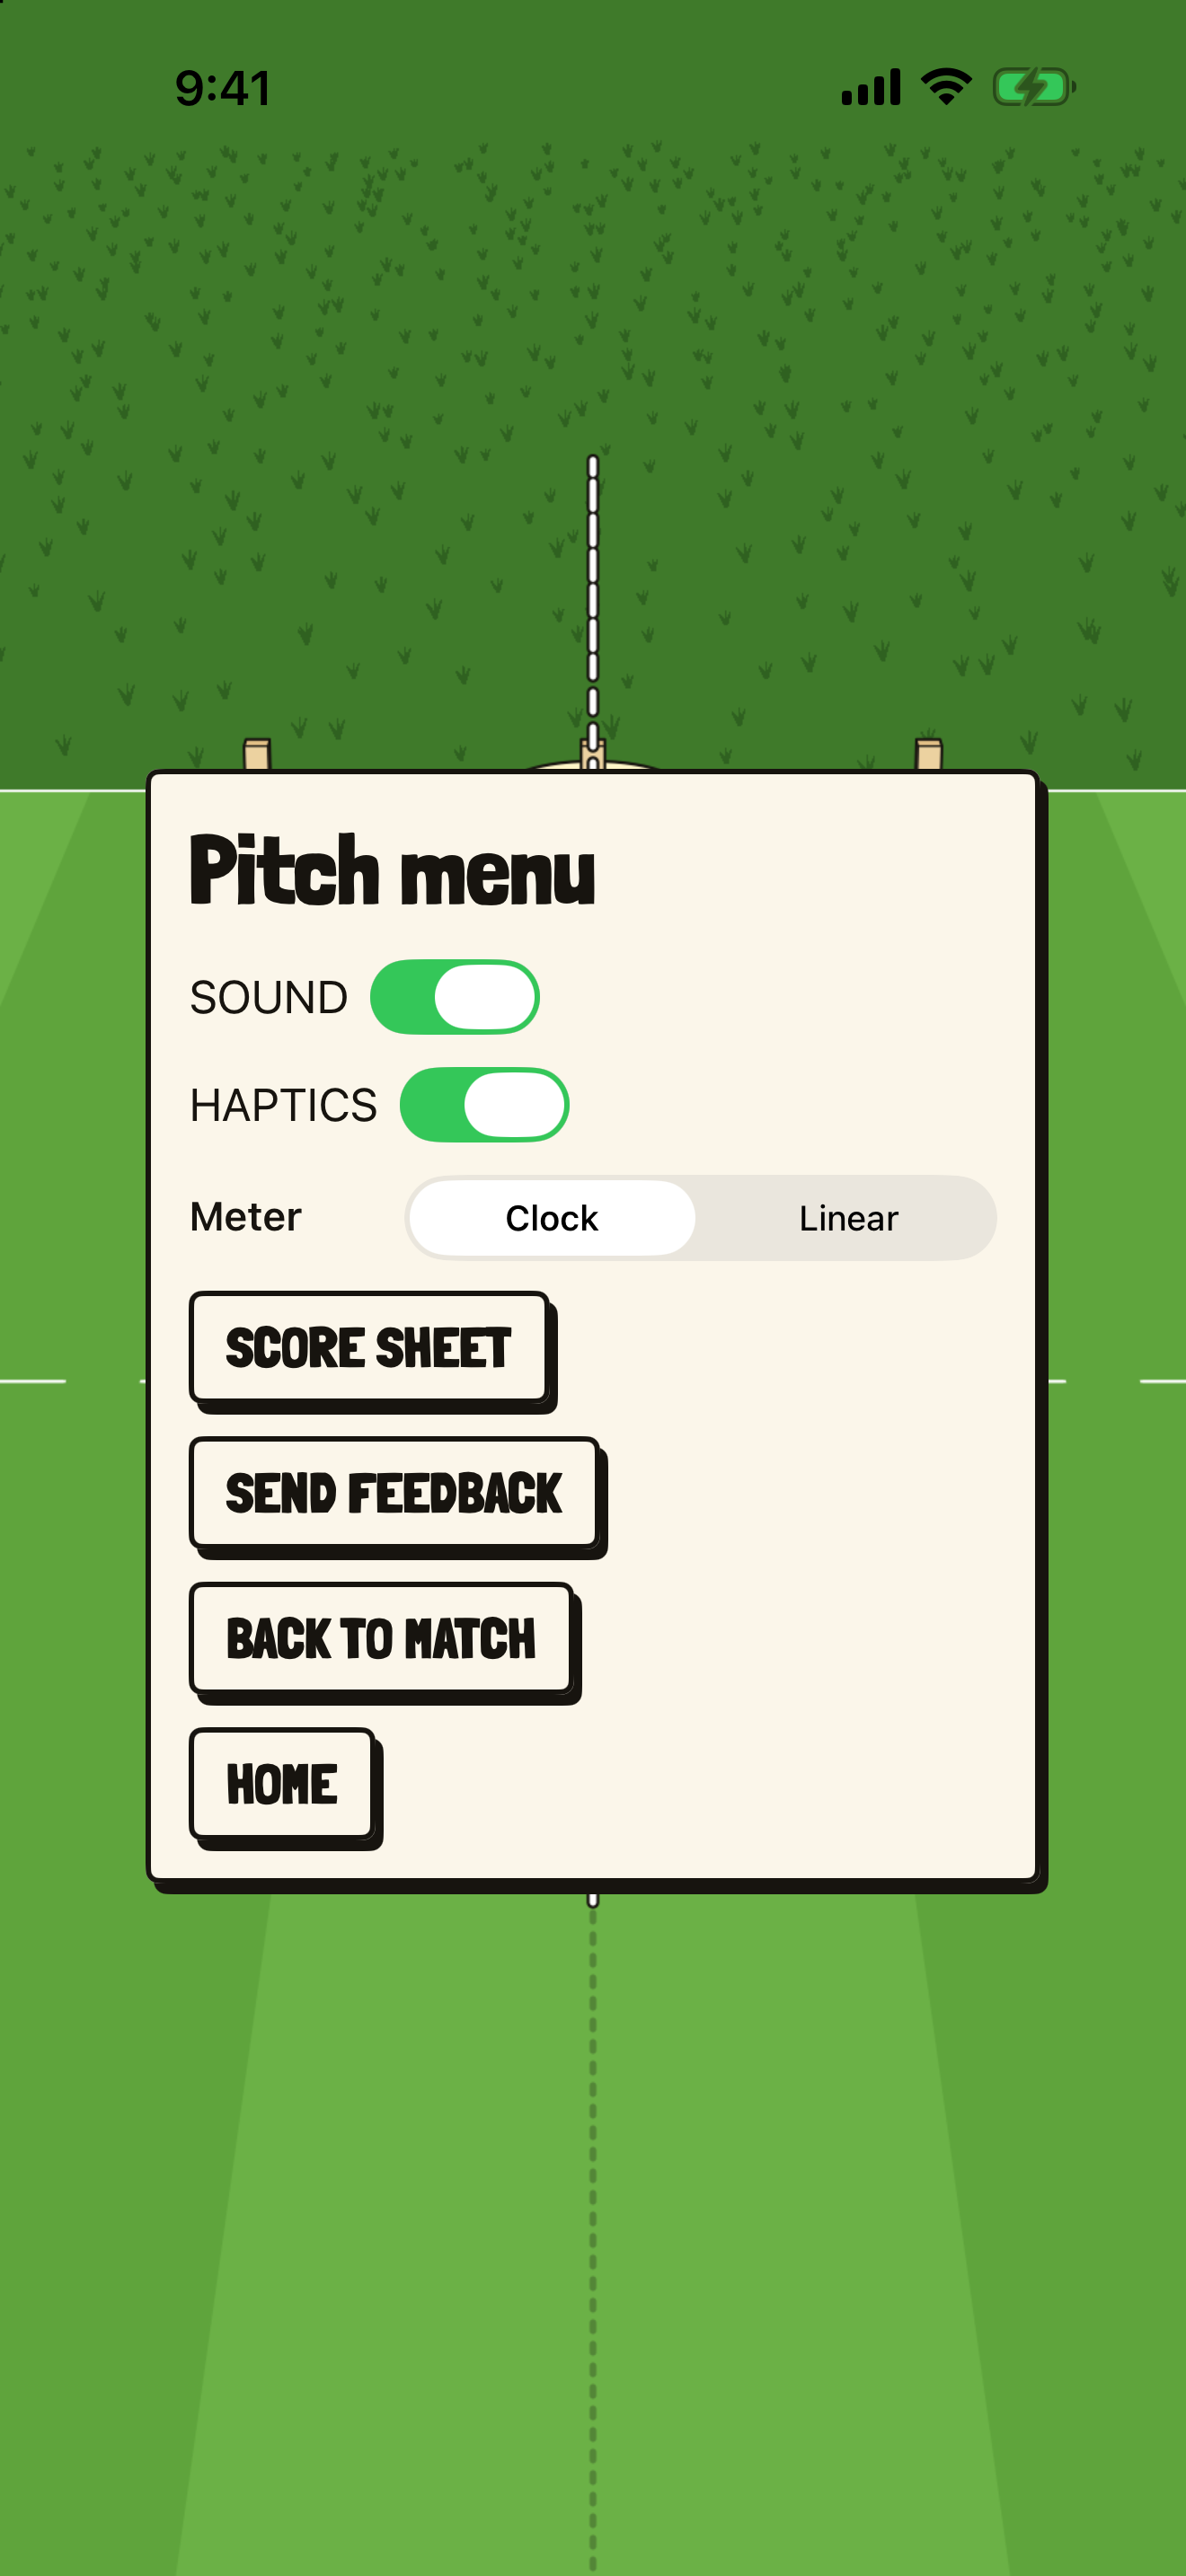 9:41
Pitch menu
SOUND
HAPTICS
Meter Clock Linear
SCORE SHEET
SEND FEEDBACK
BACK TO MATCH
HOME